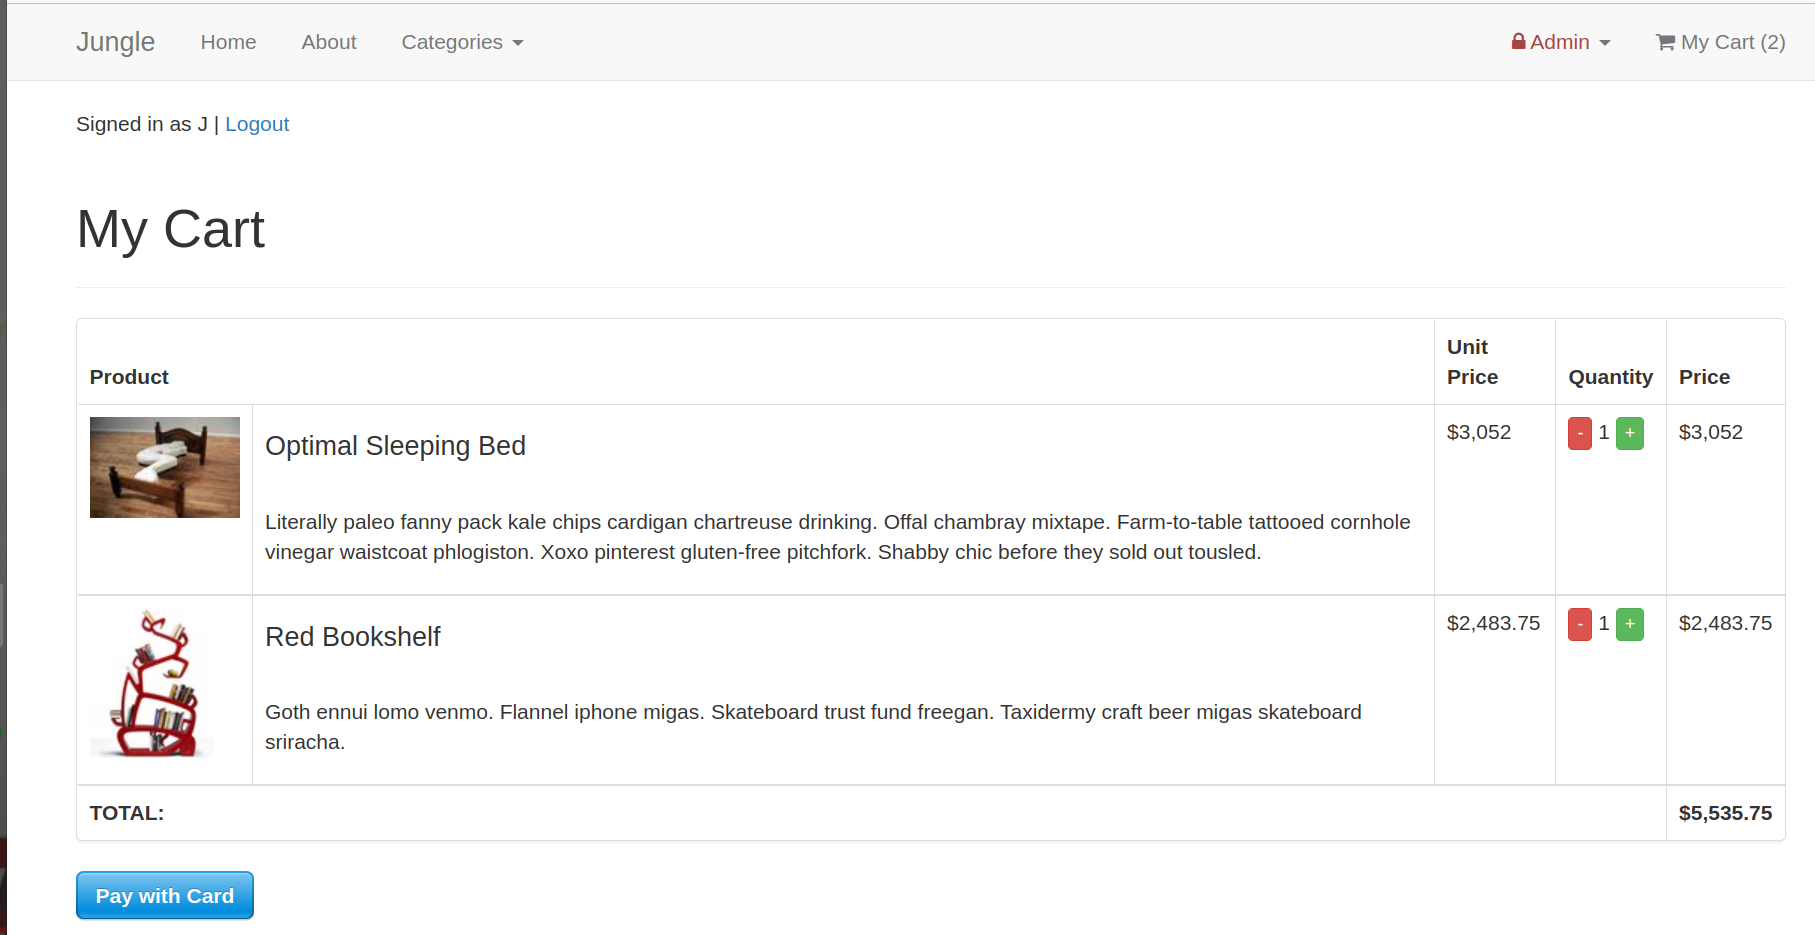 Jungle Home About Categories Admin My Cart (2)
Signed in as J | Logout
My Cart
Product Unit Price Quantity Price
Optimal Sleeping Bed $3,052 - 1 + $3,052
Literally paleo fanny pack kale chips cardigan chartreuse drinking. Offal chambray mixtape. Farm-to-table tattooed cornhole
vinegar waistcoat phlogiston. Xoxo pinterest gluten-free pitchfork. Shabby chic before they sold out tousled.
Red Bookshelf $2,483.75 - 1 + $2,483.75
Goth ennui lomo venmo. Flannel iphone migas. Skateboard trust fund freegan. Taxidermy craft beer migas skateboard
sriracha.
TOTAL: $5,535.75
Pay with Card